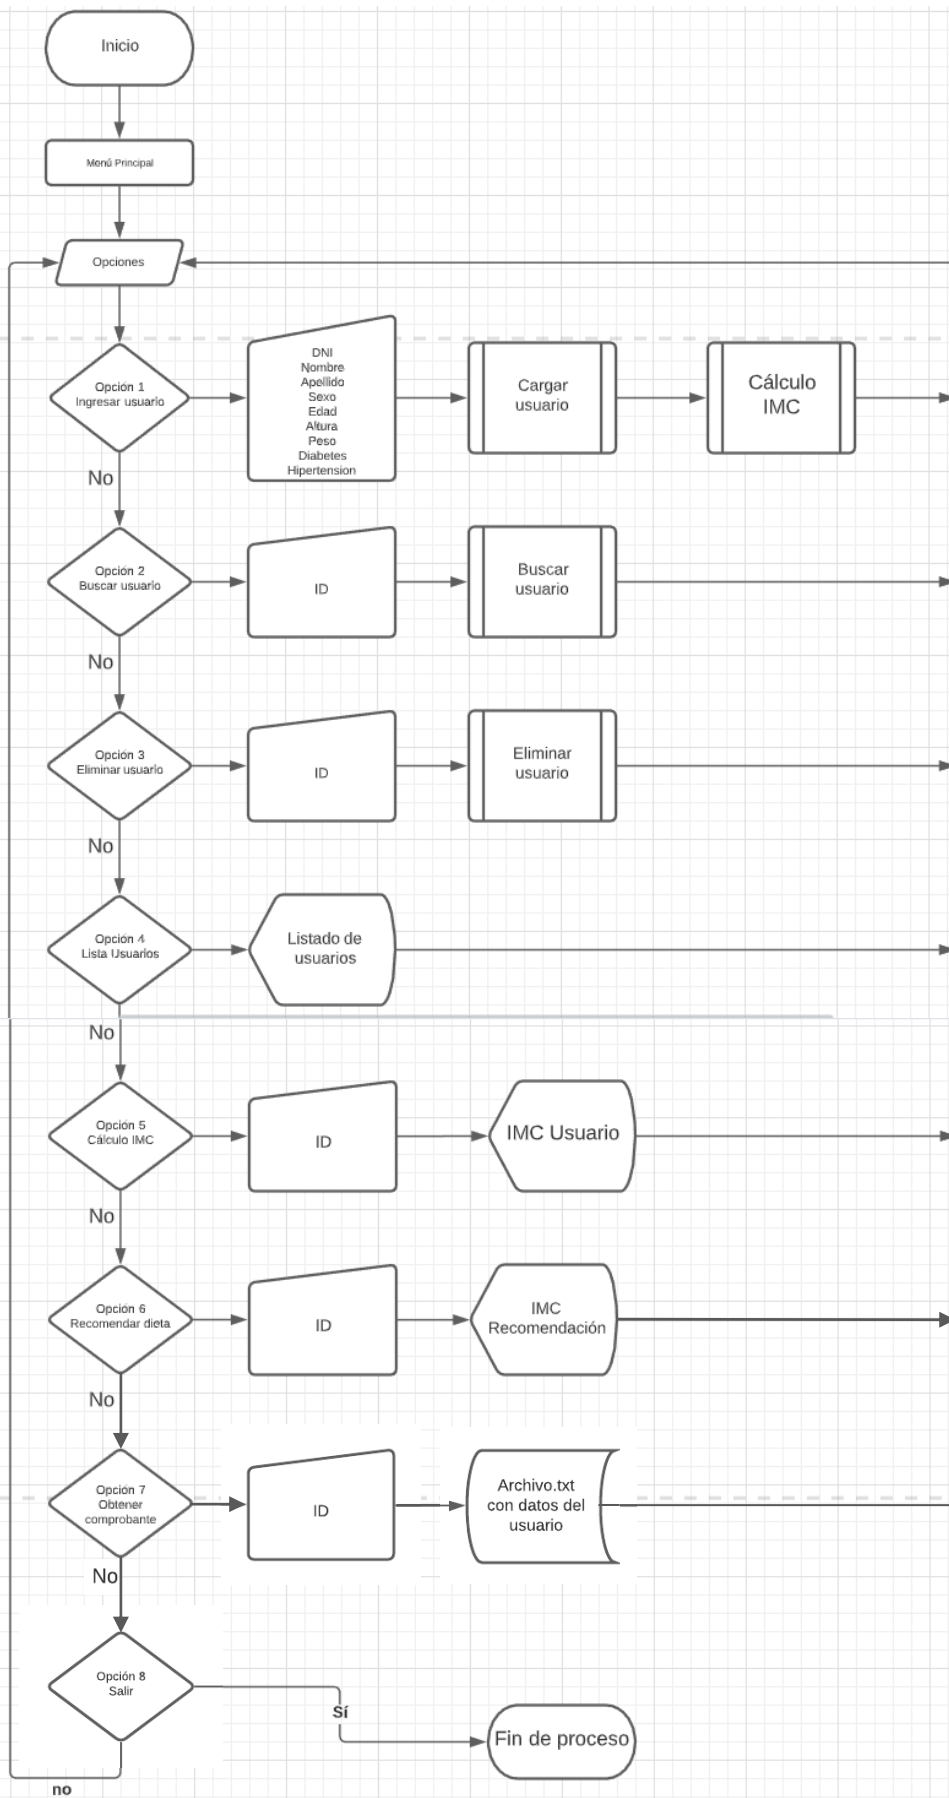 Inicio
Menú Principal
Opciones
Opción 1
Ingresar usuario
DNI
Nombre
Apellido
Sexo
Edad
Altura
Peso
Diabetes
Hipertension
Cargar
usuario
Cálculo
IMC
No
Opción 2
Buscar usuario
ID
Buscar
usuario
No
Opción 3
Eliminar usuario
ID
Eliminar
usuario
No
Opción 4
Lista Usuarios
Listado de
usuarios
No
Opción 5
Cálculo IMC
ID
IMC Usuario
No
Opción 6
Recomendar dieta
ID
IMC
Recomendación
No
Opción 7
Obtener
comprobante
ID
Archivo.txt
con datos del
usuario
No
Opción 8
Salir
Sí
Fin de proceso
no